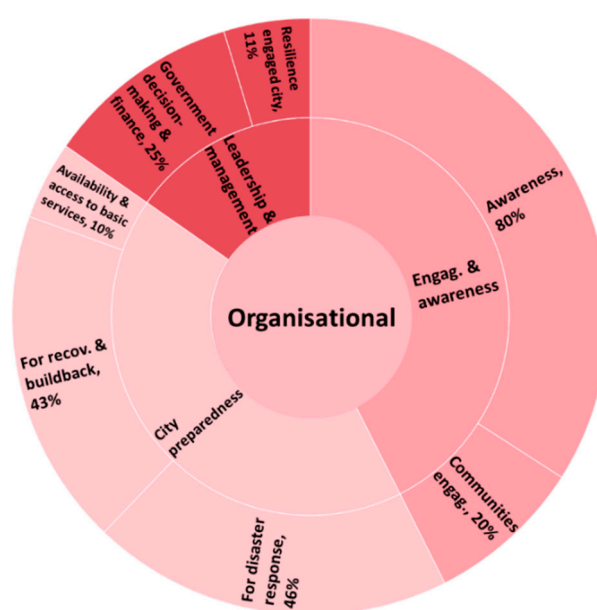 Organisational
Leadership &
management
Resilience
engaged city,
11%
Government
decision-
making &
finance, 25%
Engag. &
awareness
Awareness,
80%
Communities
engag., 20%
City
preparedness
For disaster
response,
46%
For recov. &
buildback,
43%
Availability &
access to basic
services, 10%